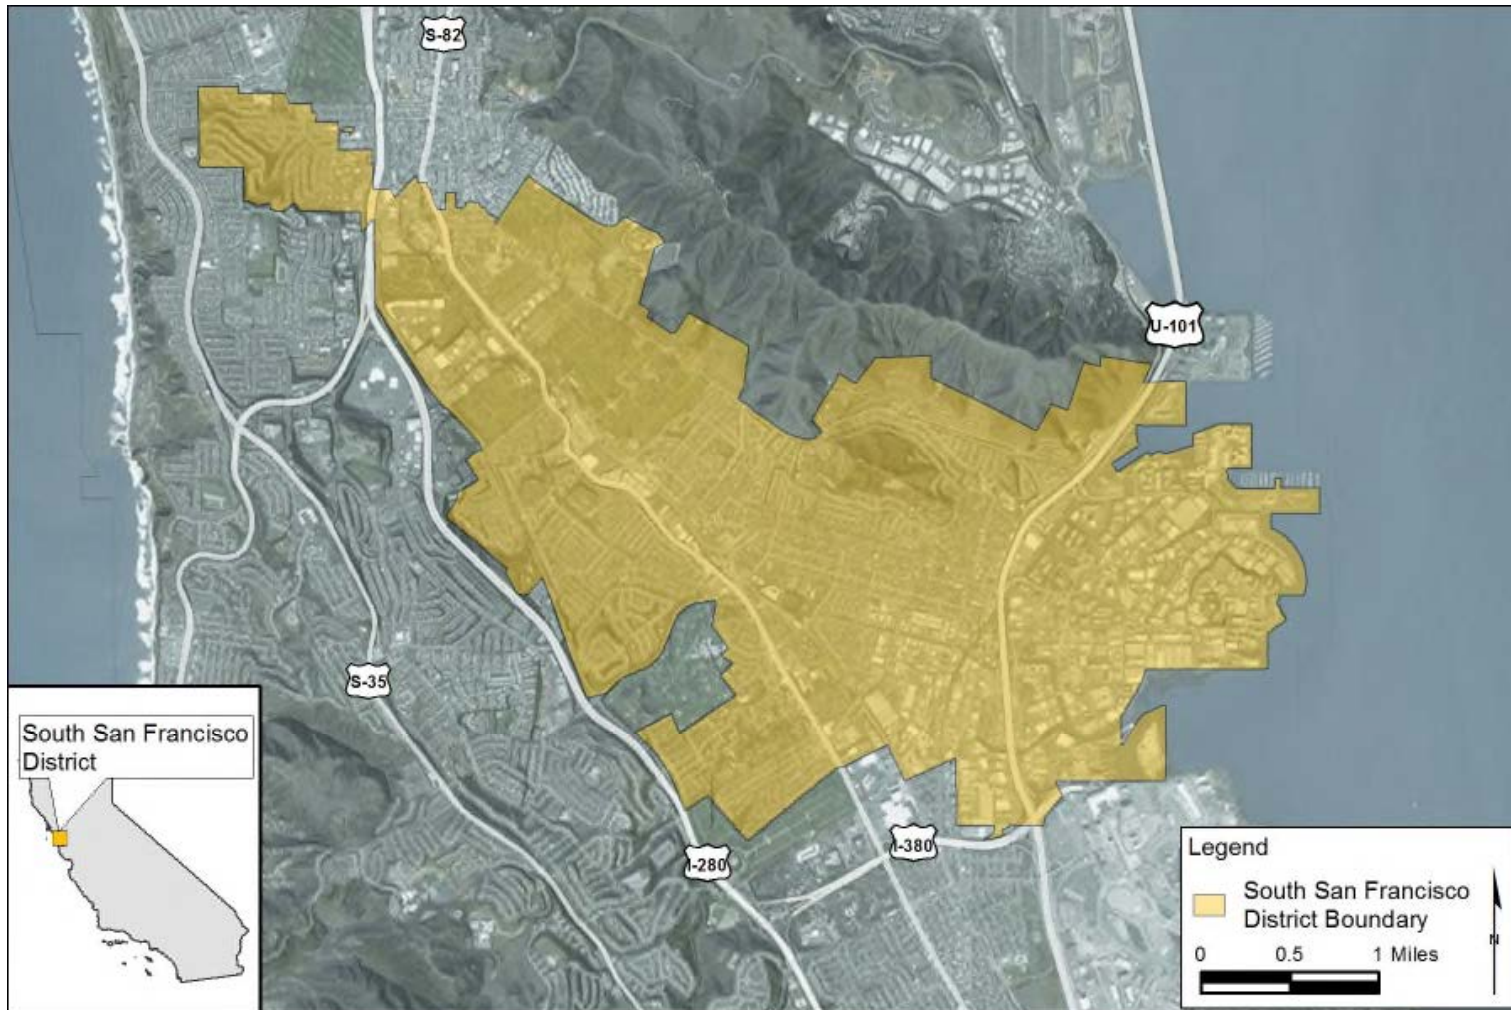 S-82
U-101
S-35
I-280
I-380
South San Francisco
District
Legend
South San Francisco
District Boundary
0 0.5 1 Miles
N